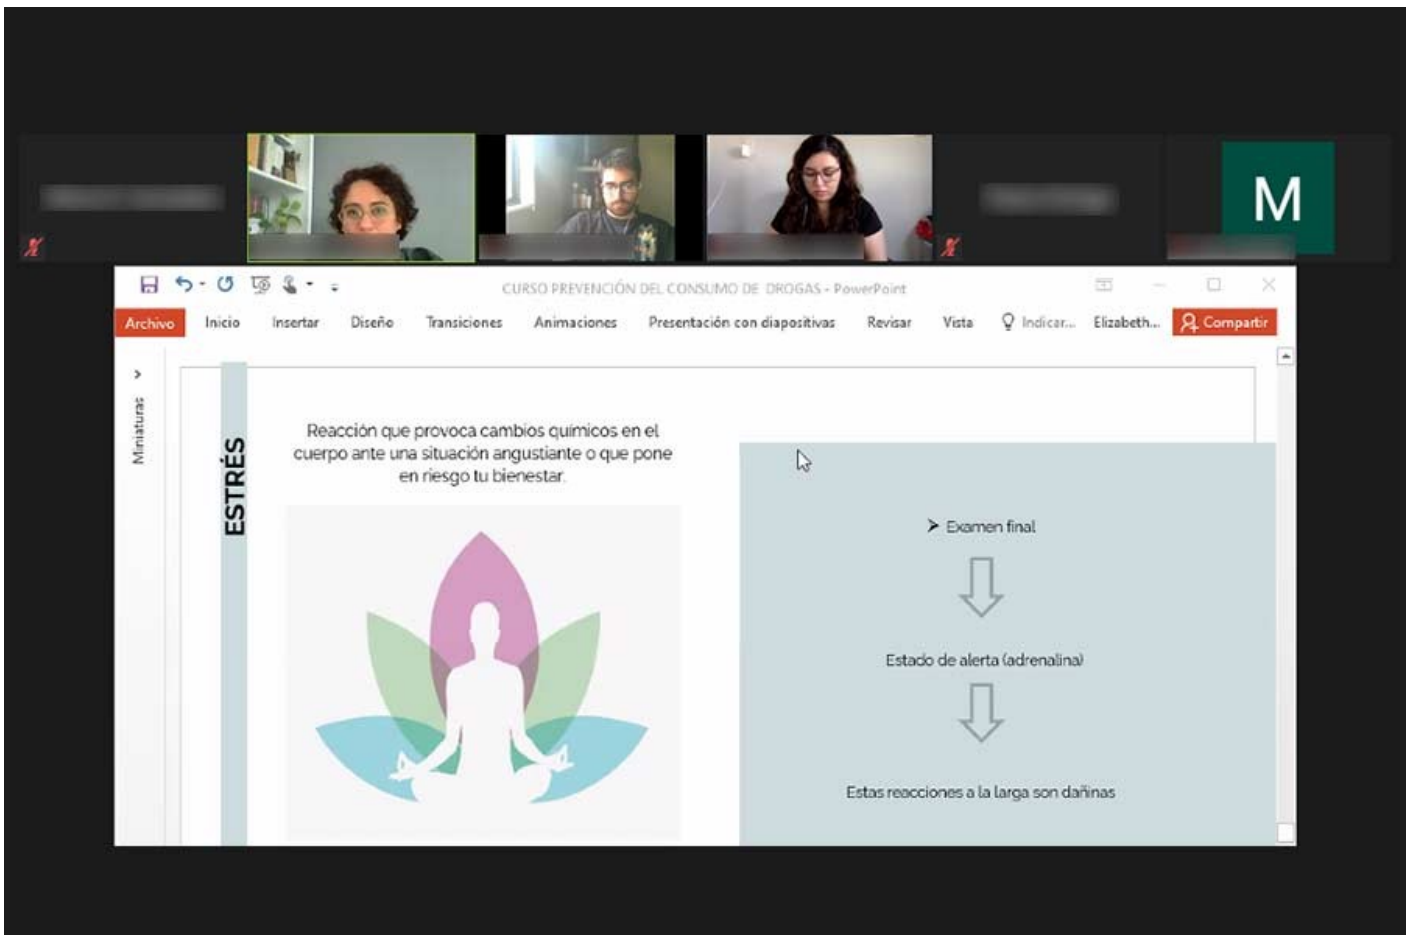 M
CURSO PREVENCIÓN DEL CONSUMO DE DROGAS - PowerPoint
Archivo Inicio Insertar Diseño Transiciones Animaciones Presentación con diapositivas Revisar Vista Indicar... Elizabeth... Compartir
Miniaturas
ESTRÉS
Reacción que provoca cambios químicos en el
cuerpo ante una situación angustiante o que pone
en riesgo tu bienestar.
Examen final
Estado de alerta (adrenalina)
Estas reacciones a la larga son dañinas